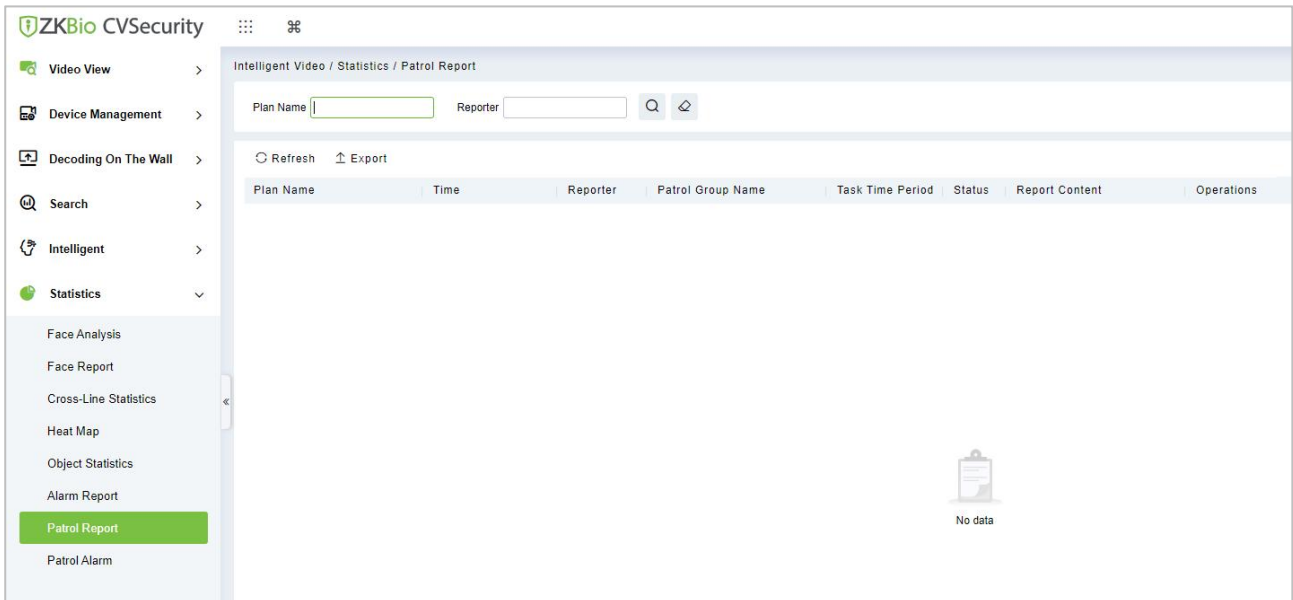 ZKBio CVSecurity
Video View
Device Management
Decoding On The Wall
Search
Intelligent
Statistics
Face Analysis
Face Report
Cross-Line Statistics
Heat Map
Object Statistics
Alarm Report
Patrol Report
Patrol Alarm
Intelligent Video / Statistics / Patrol Report
Plan Name Reporter
Refresh Export
Plan Name Time Reporter Patrol Group Name Task Time Period Status Report Content Operations
No data